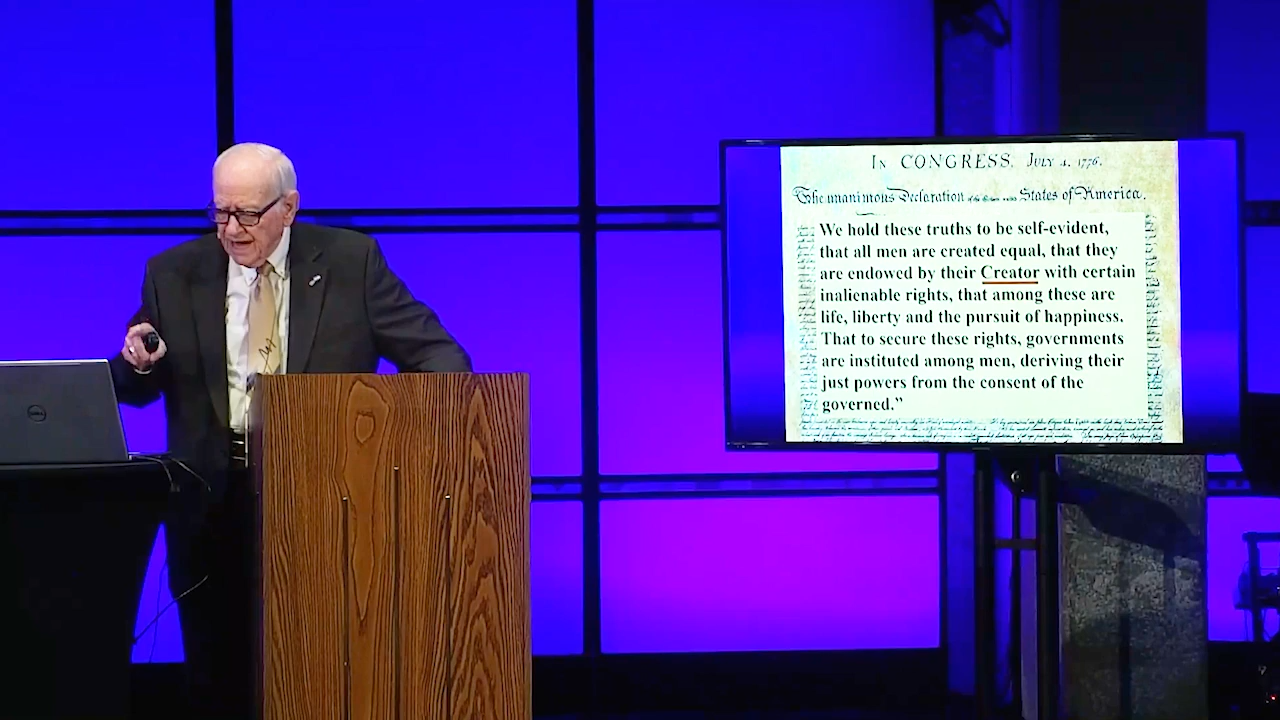 IN CONGRESS, JULY 4, 1776.
The unanimous Declaration of the States of America,
We hold these truths to be self-evident,
that all men are created equal, that they
are endowed by their Creator with certain
inalienable rights, that among these are
life, liberty and the pursuit of happiness.
That to secure these rights, governments
are instituted among men, deriving their
just powers from the consent of the
governed.”
DELL